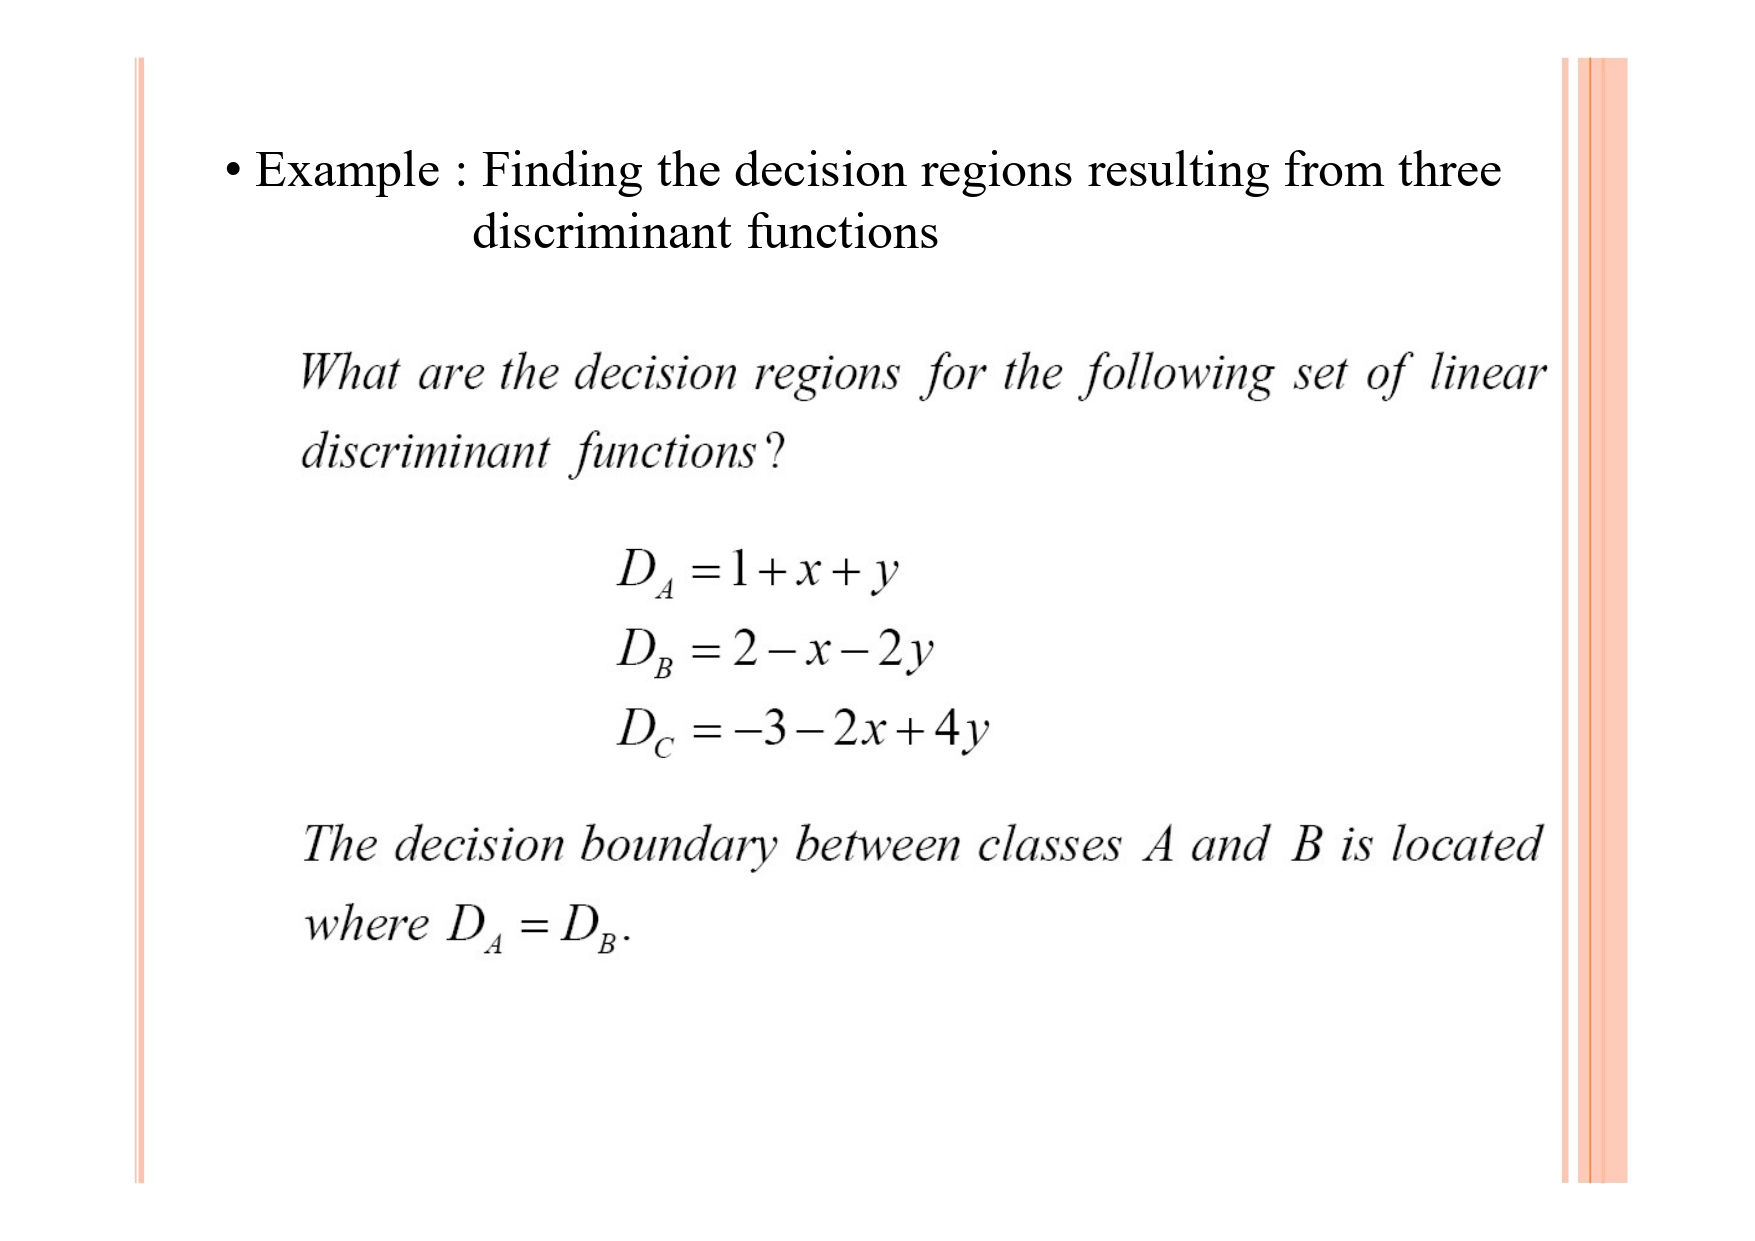 • Example : Finding the decision regions resulting from three
discriminant functions
What are the decision regions for the following set of linear
discriminant functions?
D_A = 1 + x + y
D_B = 2 − x − 2y
D_C = −3 − 2x + 4y
The decision boundary between classes A and B is located
where D_A = D_B.